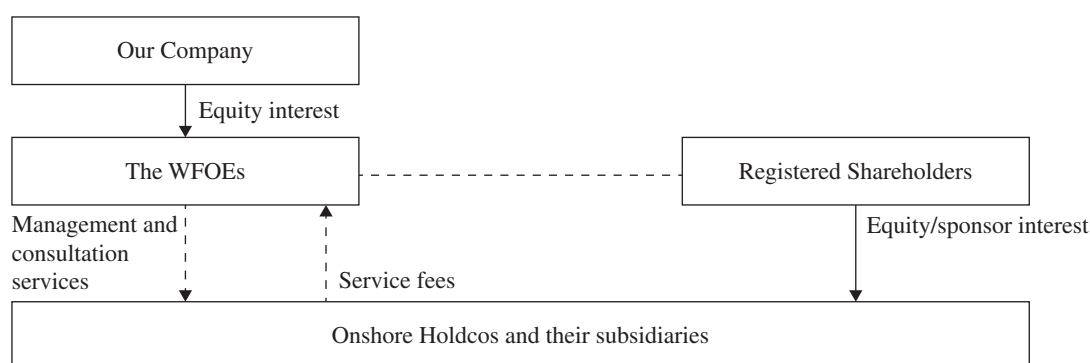 Our Company
Equity interest
The WFOEs
Registered Shareholders
Management and
consultation
services
Equity/sponsor interest
Service fees
Onshore Holdcos and their subsidiaries